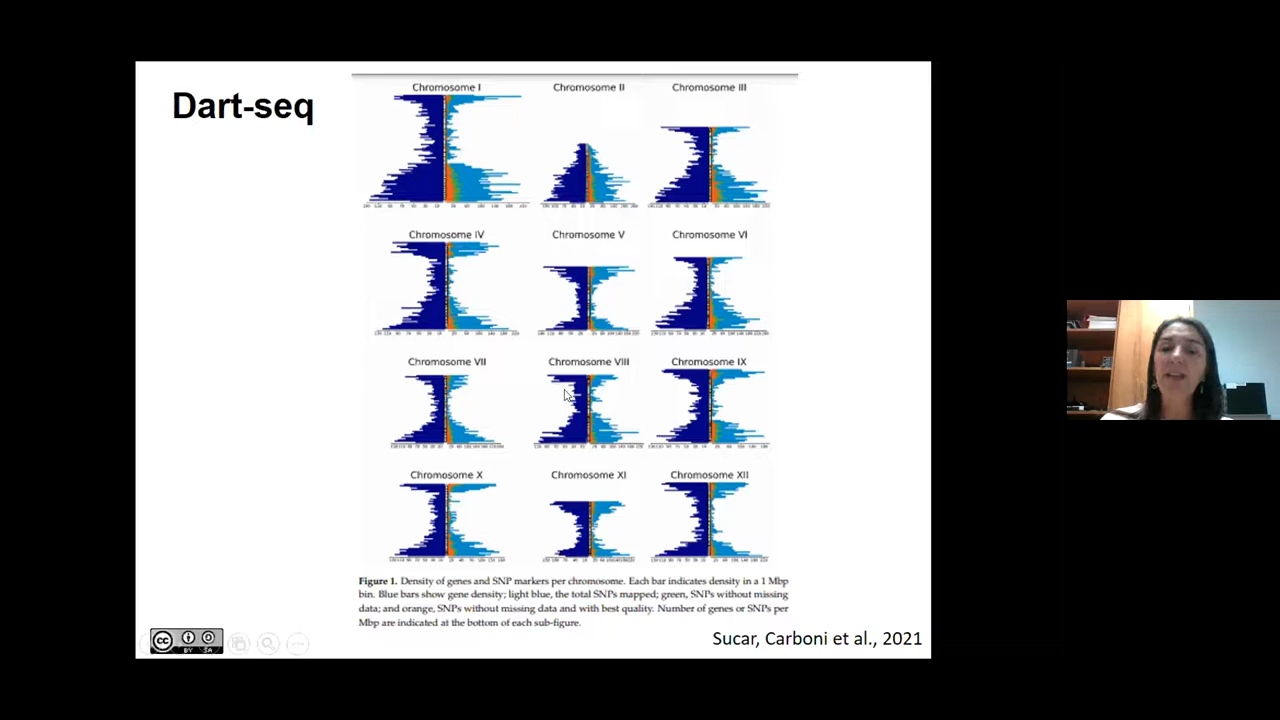 Dart-seq
Chromosome I
Chromosome II
Chromosome III
Chromosome IV
Chromosome V
Chromosome VI
Chromosome VII
Chromosome VIII
Chromosome IX
Chromosome X
Chromosome XI
Chromosome XII
Figure 1. Density of genes and SNP markers per chromosome. Each bar indicates density in a 1 Mbp
bin. Blue bars show gene density; light blue, the total SNPs mapped; green, SNPs without missing
data; and orange, SNPs without missing data and with best quality. Number of genes or SNPs per
Mbp are indicated at the bottom of each sub-figure.
Sucar, Carboni et al., 2021
CC
BY SA